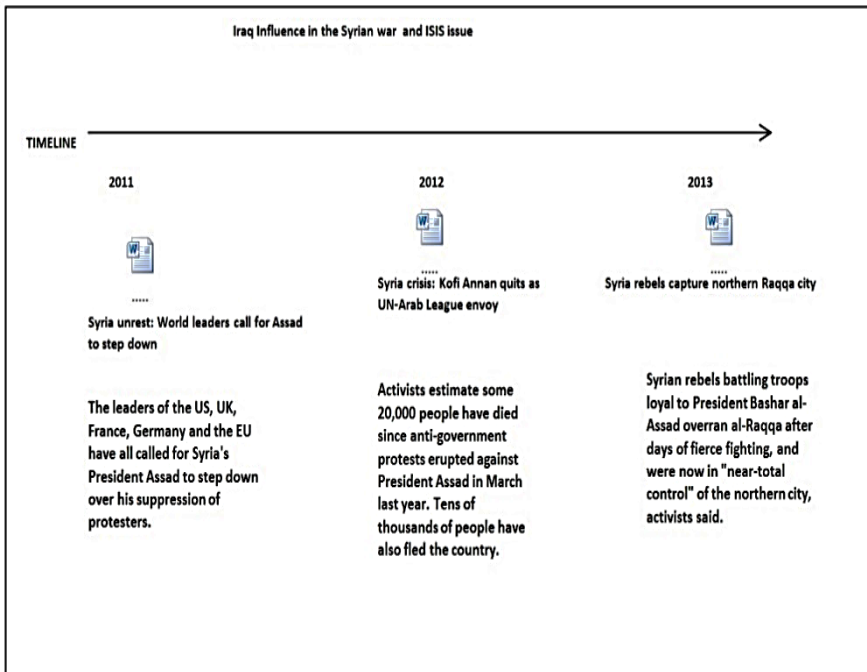 Iraq Influence in the Syrian war and ISIS issue
TIMELINE
2011
2012
2013
W
.....
Syria unrest: World leaders call for Assad
to step down
The leaders of the US, UK,
France, Germany and the EU
have all called for Syria's
President Assad to step down
over his suppression of
protesters.
W
.....
Syria crisis: Kofi Annan quits as
UN-Arab League envoy
Activists estimate some
20,000 people have died
since anti-government
protests erupted against
President Assad in March
last year. Tens of
thousands of people have
also fled the country.
W
.....
Syria rebels capture northern Raqqa city
Syrian rebels battling troops
loyal to President Bashar al-
Assad overran al-Raqqa after
days of fierce fighting, and
were now in "near-total
control" of the northern city,
activists said.